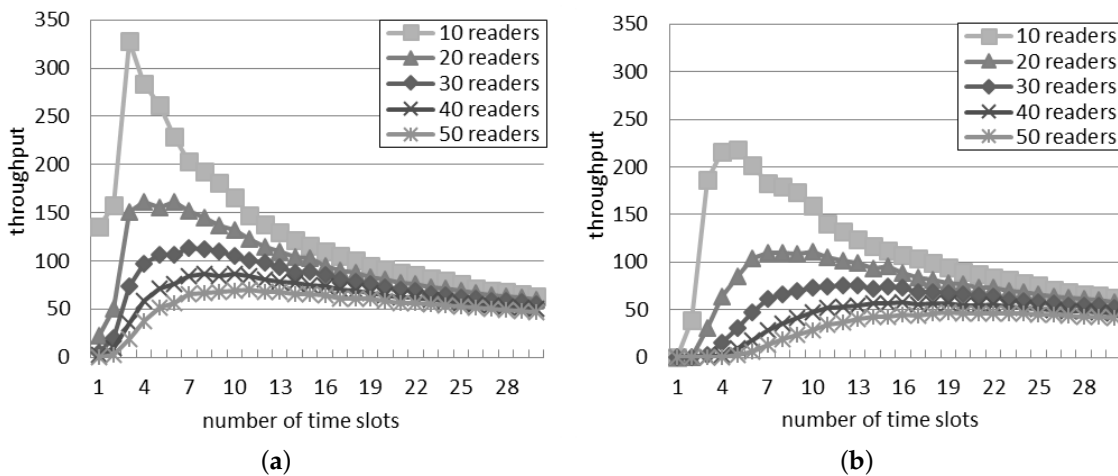 350
300
250
200
150
100
50
0
throughput
10 readers
20 readers
30 readers
40 readers
50 readers
1 4 7 10 13 16 19 22 25 28
number of time slots
(a)
350
300
250
200
150
100
50
0
throughput
10 readers
20 readers
30 readers
40 readers
50 readers
1 4 7 10 13 16 19 22 25 28
number of time slots
(b)